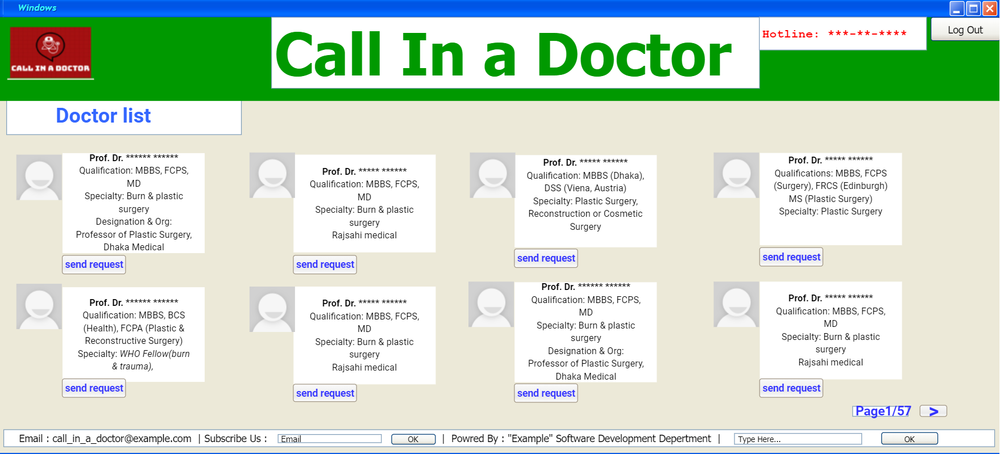 Windows
CALL IN A DOCTOR
Call In a Doctor
Hotline: ***-**-****
Log Out
Doctor list
Prof. Dr. ****** ******
Qualification: MBBS, FCPS,
MD
Specialty: Burn & plastic
surgery
Designation & Org:
Professor of Plastic Surgery,
Dhaka Medical
send request
Prof. Dr. ***** ******
Qualification: MBBS, FCPS,
MD
Specialty: Burn & plastic
surgery
Rajsahi medical
send request
Prof. Dr. ***** ******
Qualification: MBBS (Dhaka),
DSS (Viena, Austria)
Specialty: Plastic Surgery,
Reconstruction or Cosmetic
Surgery
send request
Prof. Dr. ***** ******
Qualifications: MBBS, FCPS
(Surgery), FRCS (Edinburgh)
MS (Plastic Surgery)
Specialty: Plastic Surgery
send request
Prof. Dr. ****** ******
Qualification: MBBS, BCS
(Health), FCPA (Plastic &
Reconstructive Surgery)
Specialty: WHO Fellow(burn
& trauma),
send request
Prof. Dr. ***** ******
Qualification: MBBS, FCPS,
MD
Specialty: Burn & plastic
surgery
Rajsahi medical
send request
Prof. Dr. ****** ******
Qualification: MBBS, FCPS,
MD
Specialty: Burn & plastic
surgery
Designation & Org:
Professor of Plastic Surgery,
Dhaka Medical
send request
Prof. Dr. ***** ******
Qualification: MBBS, FCPS,
MD
Specialty: Burn & plastic
surgery
Rajsahi medical
send request
Page1/57 >
Email : call_in_a_doctor@example.com | Subscribe Us : Email OK | Powred By : "Example" Software Development Depertment | Type Here... OK